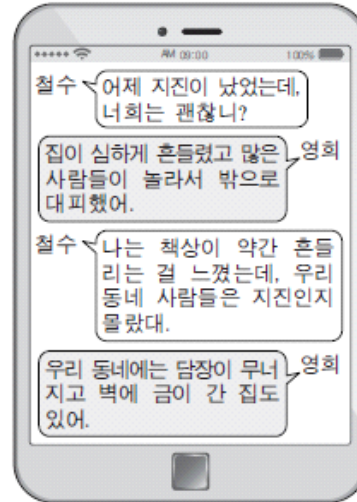 AM 09:00 100%
철수
어제 지진이 났었는데,
너희는 괜찮니?
영희
집이 심하게 흔들렸고 많은
사람들이 놀라서 밖으로
대피했어.
철수
나는 책상이 약간 흔들
리는 걸 느꼈는데, 우리
동네 사람들은 지진인지
몰랐대.
영희
우리 동네에는 담장이 무너
지고 벽에 금이 간 집도
있어.